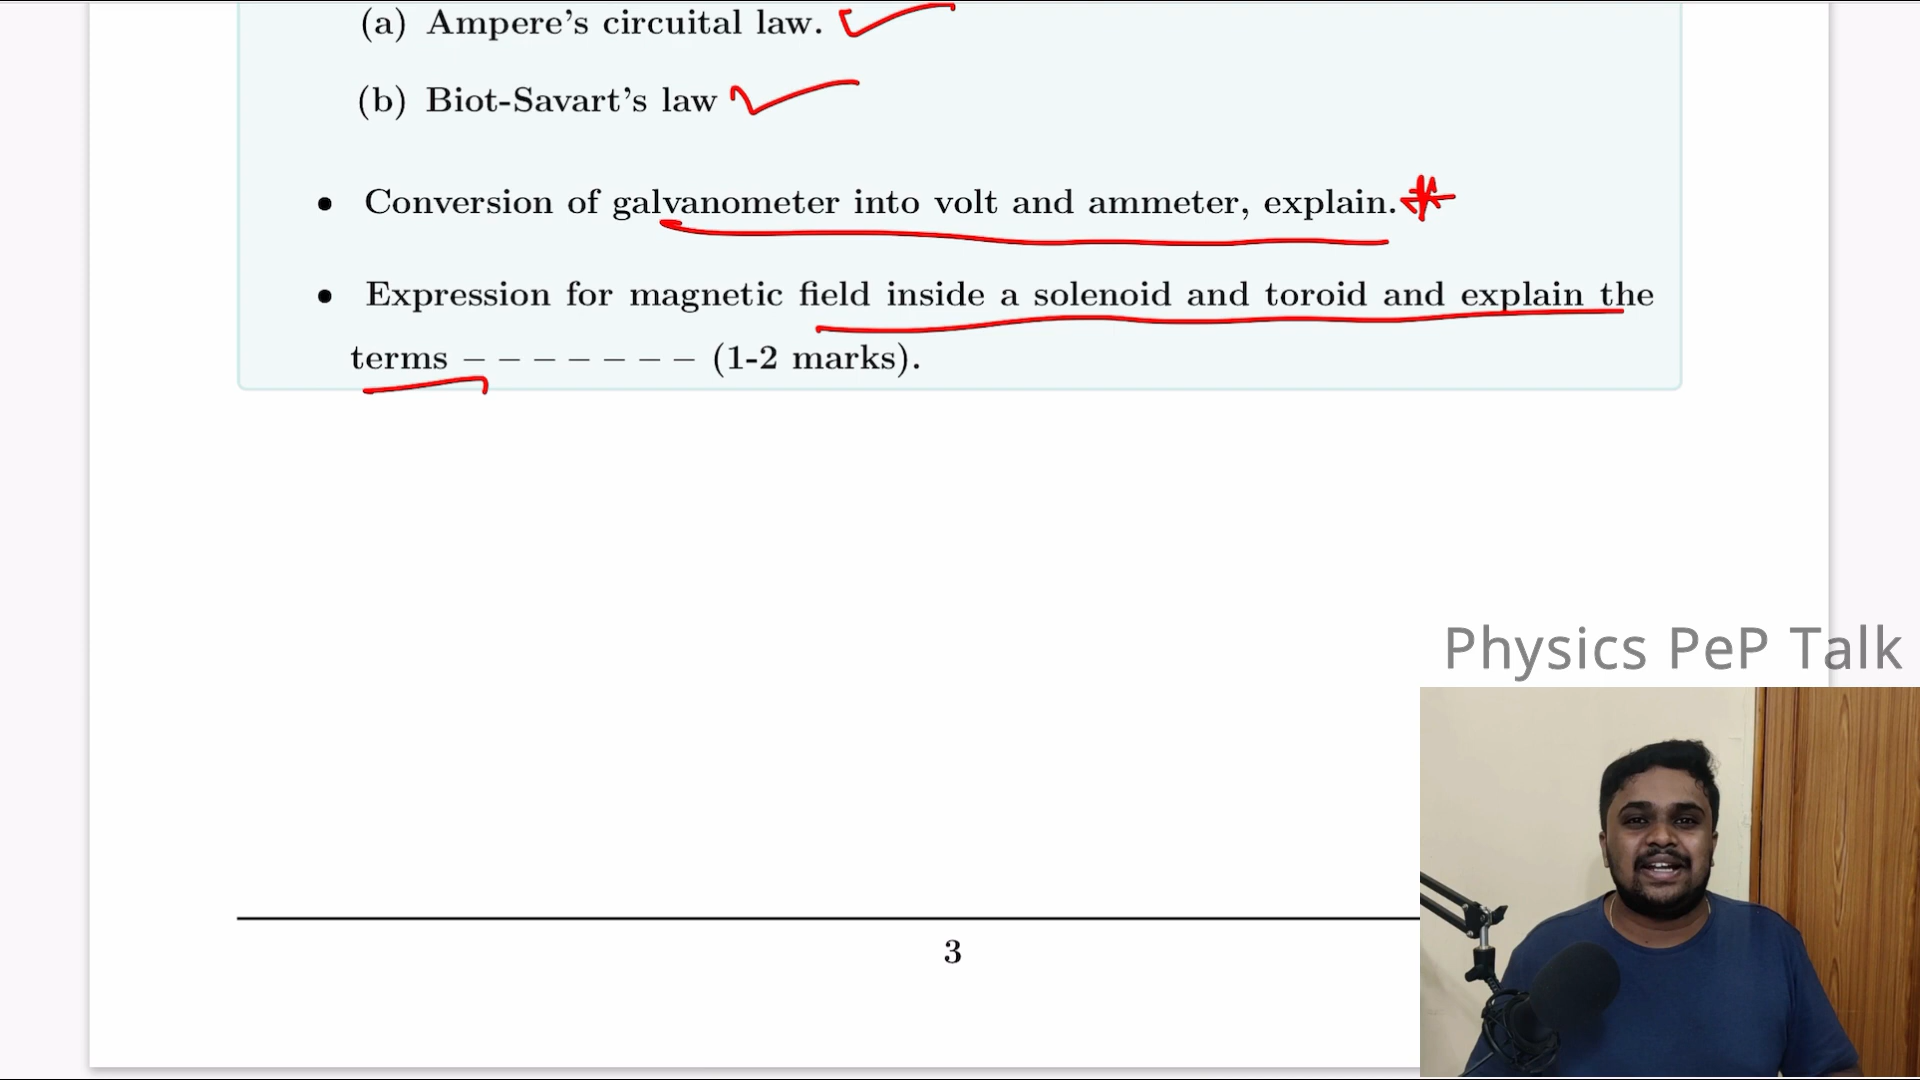 (a) Ampere's circuital law.
(b) Biot-Savart's law
• Conversion of galvanometer into volt and ammeter, explain.
• Expression for magnetic field inside a solenoid and toroid and explain the
terms – – – – – – – (1-2 marks).
Physics PeP Talk
3